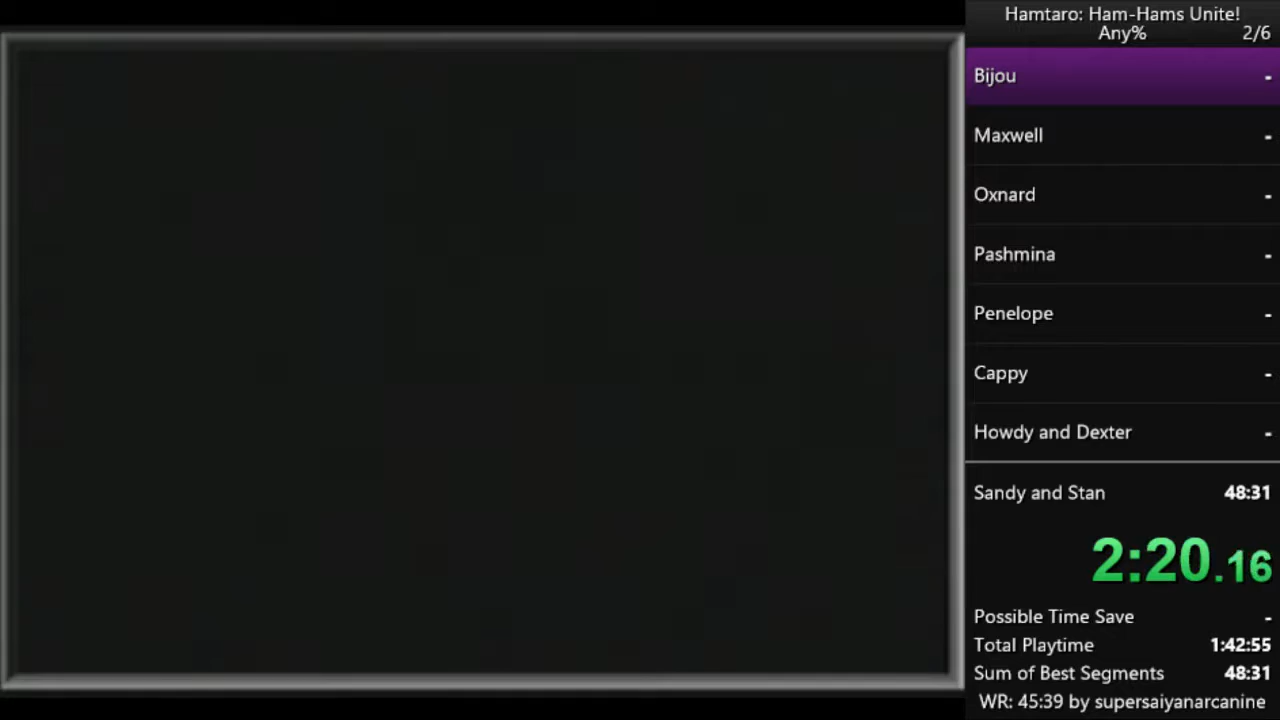 Hamtaro: Ham-Hams Unite!
Any% 2/6
Bijou -
Maxwell -
Oxnard -
Pashmina -
Penelope -
Cappy -
Howdy and Dexter -
Sandy and Stan 48:31
2:20.16
Possible Time Save -
Total Playtime 1:42:55
Sum of Best Segments 48:31
WR: 45:39 by supersaiyanarcanine